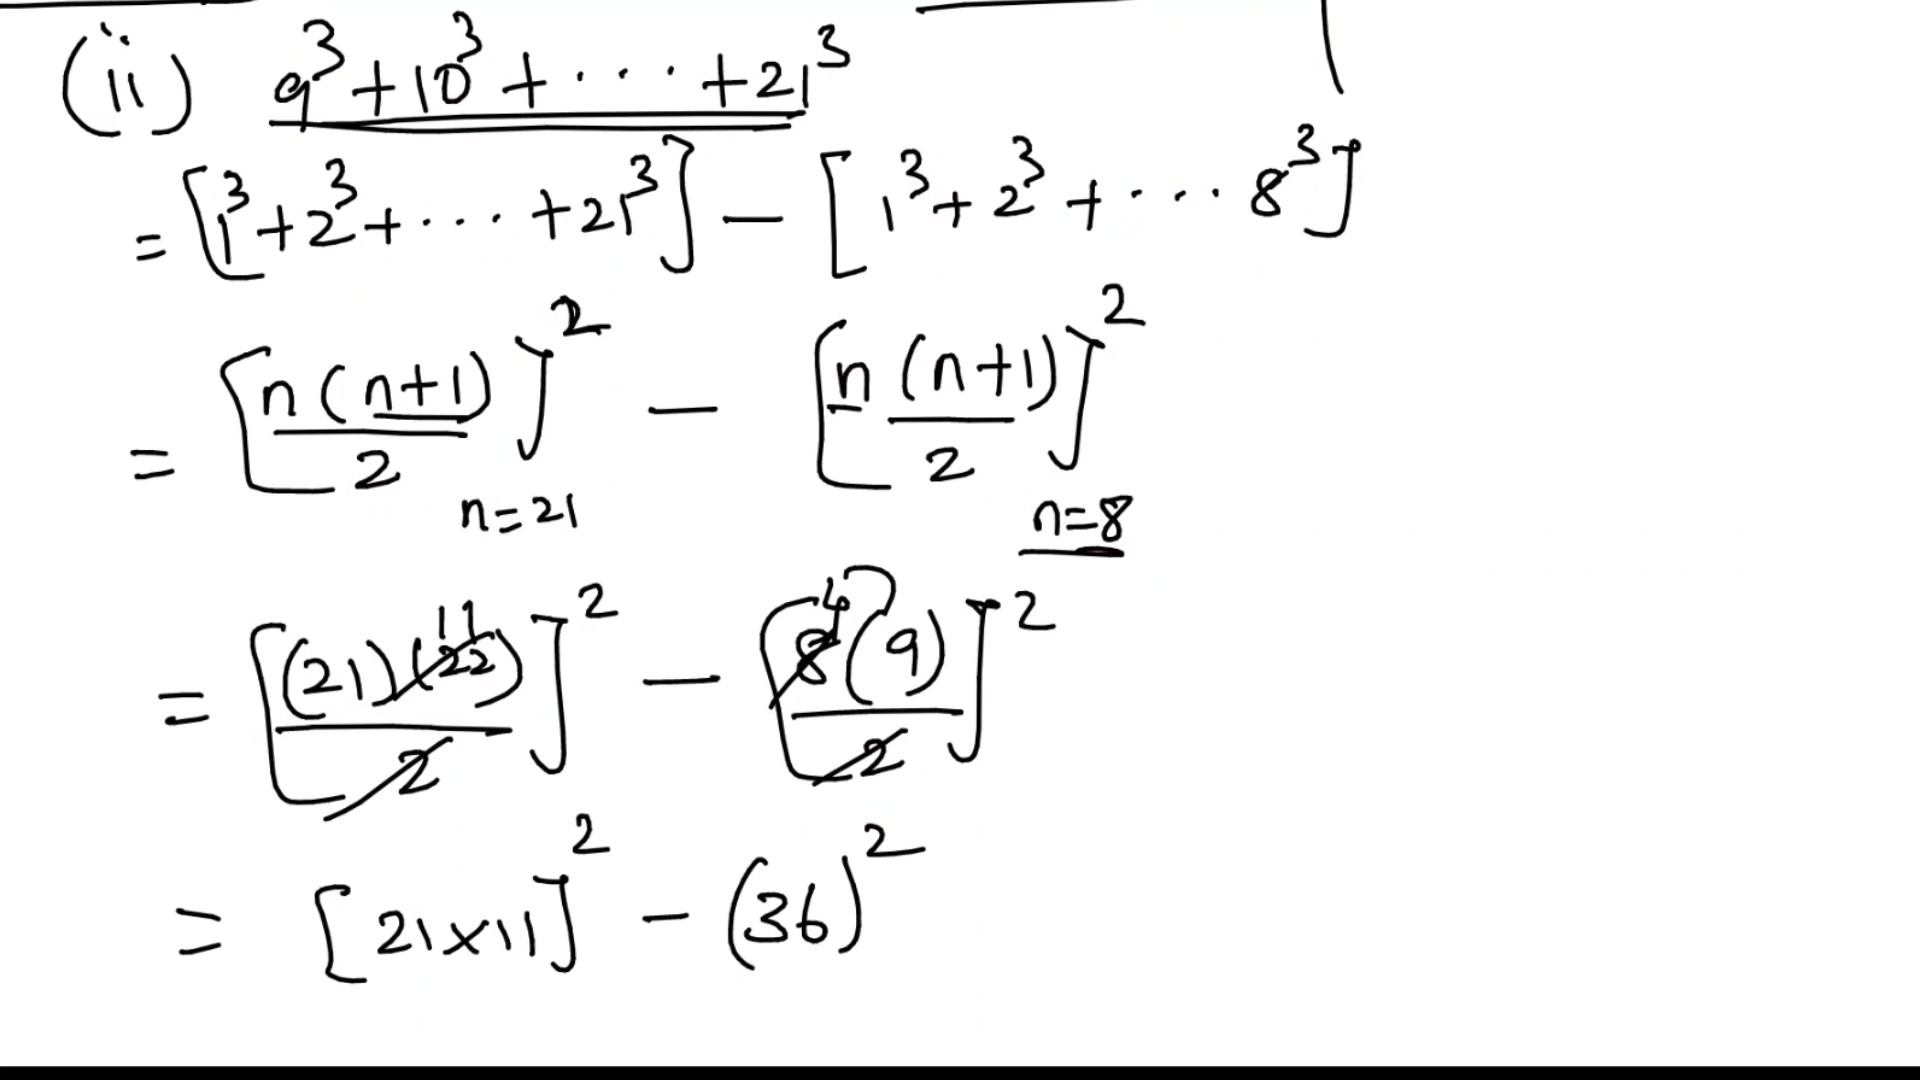 (ii) 9³ + 10³ + ... + 21³
= [1³ + 2³ + ... + 21³] - [1³ + 2³ + ... 8³]
= [n(n+1)/2]² - [n(n+1)/2]²
n=21 n=8
= [(21)(22)/2]² - [8(9)/2]²
11 4
= [21×11]² - (36)²